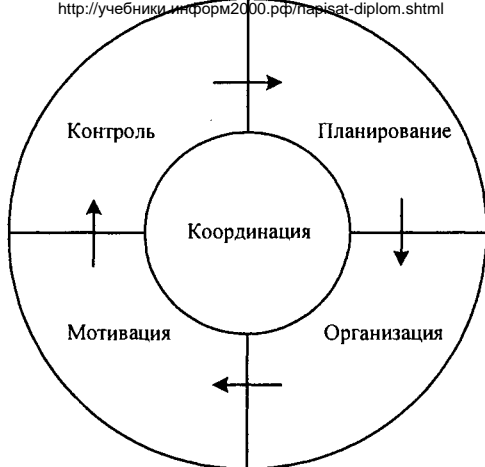 http://учебники.информ2000.рф/napisat-diplom.shtml
Контроль
Планирование
Координация
Мотивация
Организация